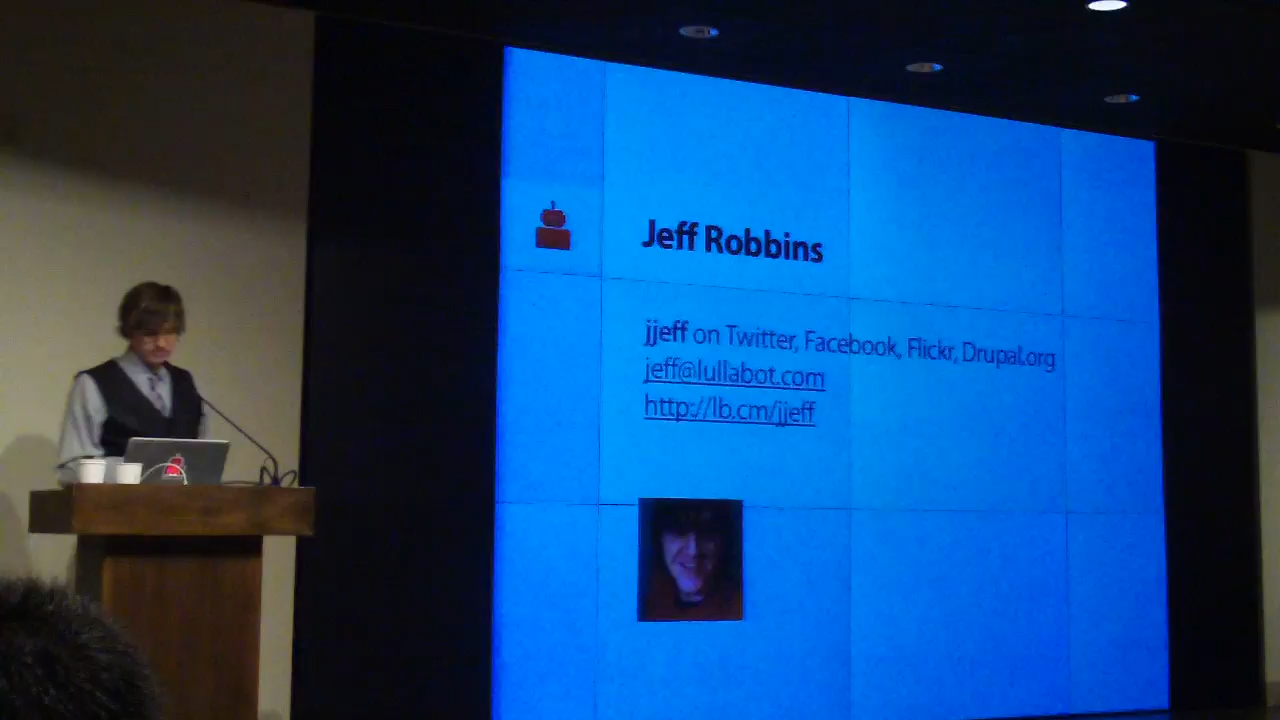 Jeff Robbins
jjeff on Twitter, Facebook, Flickr, Drupal.org
jeff@lullabot.com
http://lb.cm/jjeff